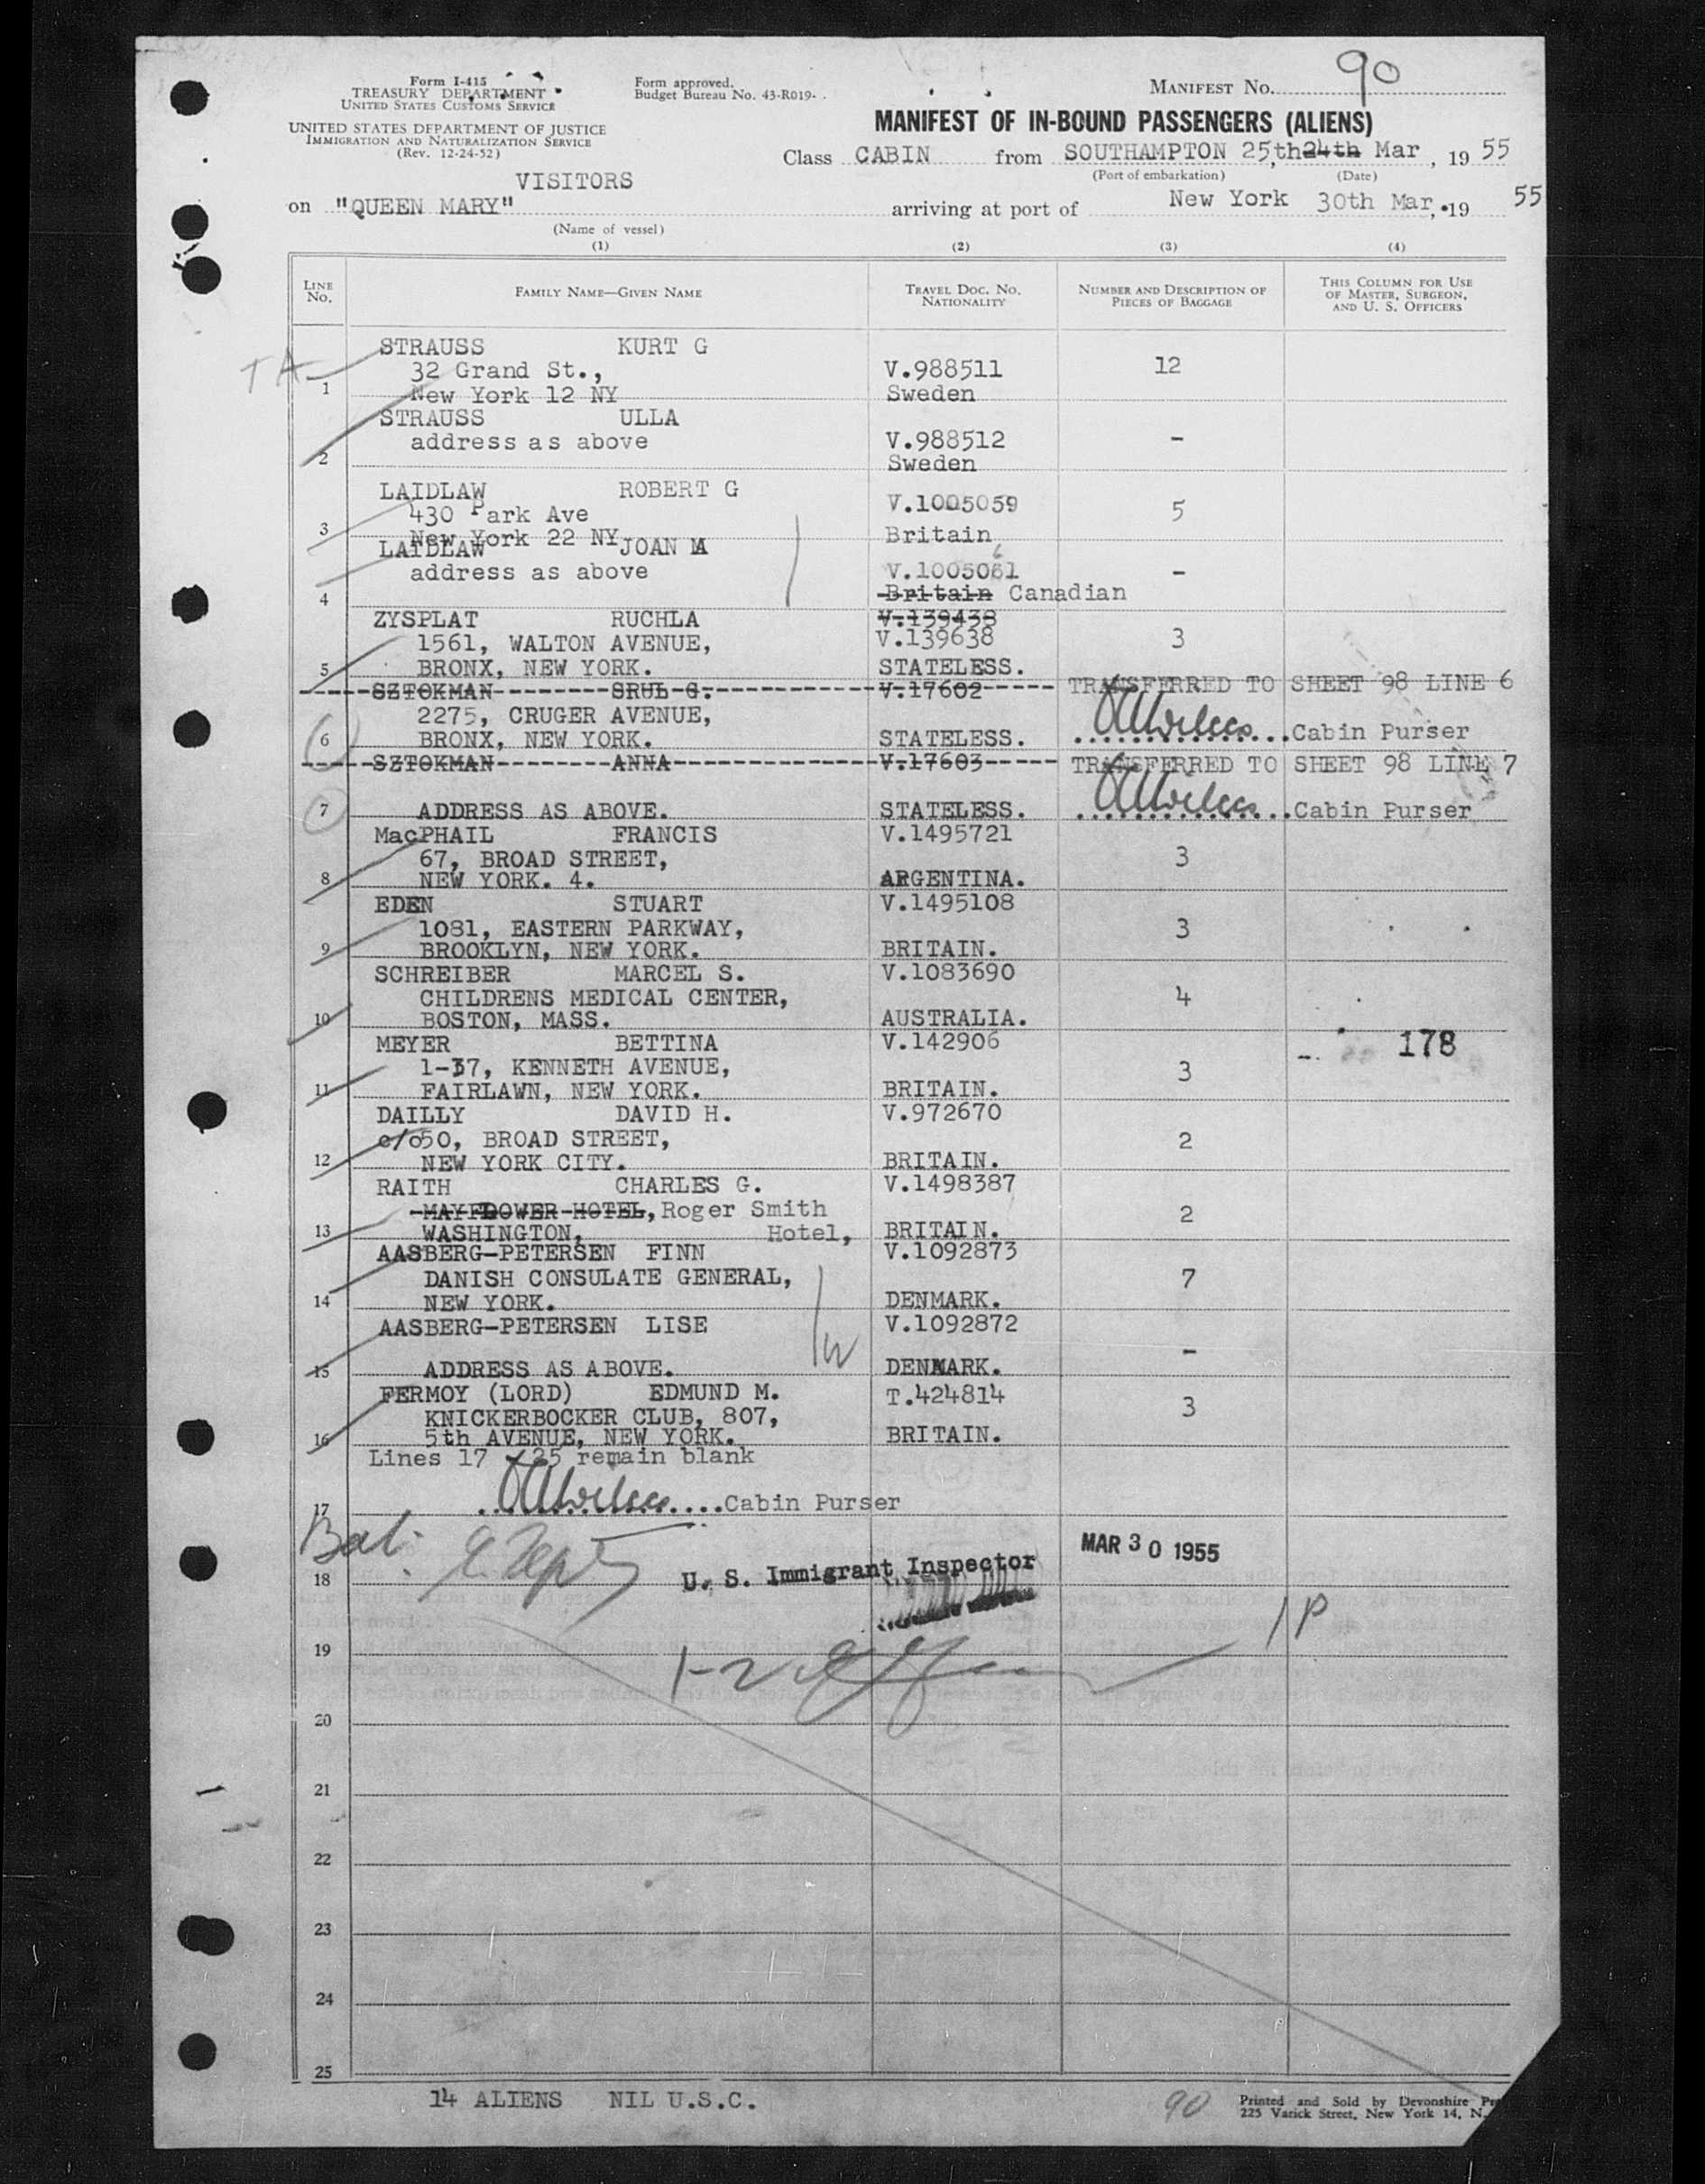 Form I-415
TREASURY DEPARTMENT
UNITED STATES CUSTOMS SERVICE
Form approved.
Budget Bureau No. 43-R019- .
MANIFEST NO. 90
UNITED STATES DEPARTMENT OF JUSTICE
IMMIGRATION AND NATURALIZATION SERVICE
(Rev. 12-24-52)
MANIFEST OF IN-BOUND PASSENGERS (ALIENS)
Class CABIN from SOUTHAMPTON 25th, 24th Mar, 19 55
(Port of embarkation) (Date)
VISITORS
on "QUEEN MARY" arriving at port of New York 30th Mar, 19 55
(Name of vessel)
(1) (2) (3) (4)
LINE NO. FAMILY NAME—GIVEN NAME TRAVEL DOC. NO. NATIONALITY NUMBER AND DESCRIPTION OF PIECES OF BAGGAGE THIS COLUMN FOR USE OF MASTER, SURGEON, AND U. S. OFFICERS
STRAUSS KURT G
TA 32 Grand St., V.988511 12
1 New York 12 NY Sweden
STRAUSS ULLA
address as above V.988512 -
2 Sweden
LAIDLAW ROBERT G V.1005059
430 Park Ave 5
3 New York 22 NY Britain
LAIDLAW JOAN M
address as above V.1005061 -
4 Britain Canadian
ZYSPLAT RUCHLA V.139438
1561, WALTON AVENUE, V.139638 3
5 BRONX, NEW YORK. STATELESS.
SZTOKMAN SRUL G. V.17602 TRANSFERRED TO SHEET 98 LINE 6
2275, CRUGER AVENUE,
6 BRONX, NEW YORK. STATELESS. Cabin Purser
SZTOKMAN ANNA V.17603 TRANSFERRED TO SHEET 98 LINE 7
7 ADDRESS AS ABOVE. STATELESS. Cabin Purser
MacPHAIL FRANCIS V.1495721
67, BROAD STREET, 3
8 NEW YORK. 4. ARGENTINA.
EDEN STUART V.1495108
1081, EASTERN PARKWAY, 3
9 BROOKLYN, NEW YORK. BRITAIN.
SCHREIBER MARCEL S. V.1083690
CHILDRENS MEDICAL CENTER, 4
10 BOSTON, MASS. AUSTRALIA.
MEYER BETTINA V.142906 178
1-37, KENNETH AVENUE, 3
11 FAIRLAWN, NEW YORK. BRITAIN.
DAILLY DAVID H. V.972670
c/o50, BROAD STREET, 2
12 NEW YORK CITY. BRITAIN.
RAITH CHARLES G. V.1498387
MAYFLOWER HOTEL, Roger Smith 2
13 WASHINGTON, Hotel, BRITAIN.
AASBERG-PETERSEN FINN V.1092873
DANISH CONSULATE GENERAL, 7
14 NEW YORK. DENMARK.
AASBERG-PETERSEN LISE V.1092872
-
15 ADDRESS AS ABOVE. DENMARK.
FERMOY (LORD) EDMUND M. T.424814
KNICKERBOCKER CLUB, 807, 3
16 5th AVENUE, NEW YORK. BRITAIN.
Lines 17 / 25 remain blank
17 Cabin Purser
Bal.
MAR 30 1955
18 U. S. Immigrant Inspector
1P
19
1-2
20
21
22
23
24
25
14 ALIENS NIL U.S.C.
90
Printed and Sold by Devonshire
225 Varick Street, New York 14, N.